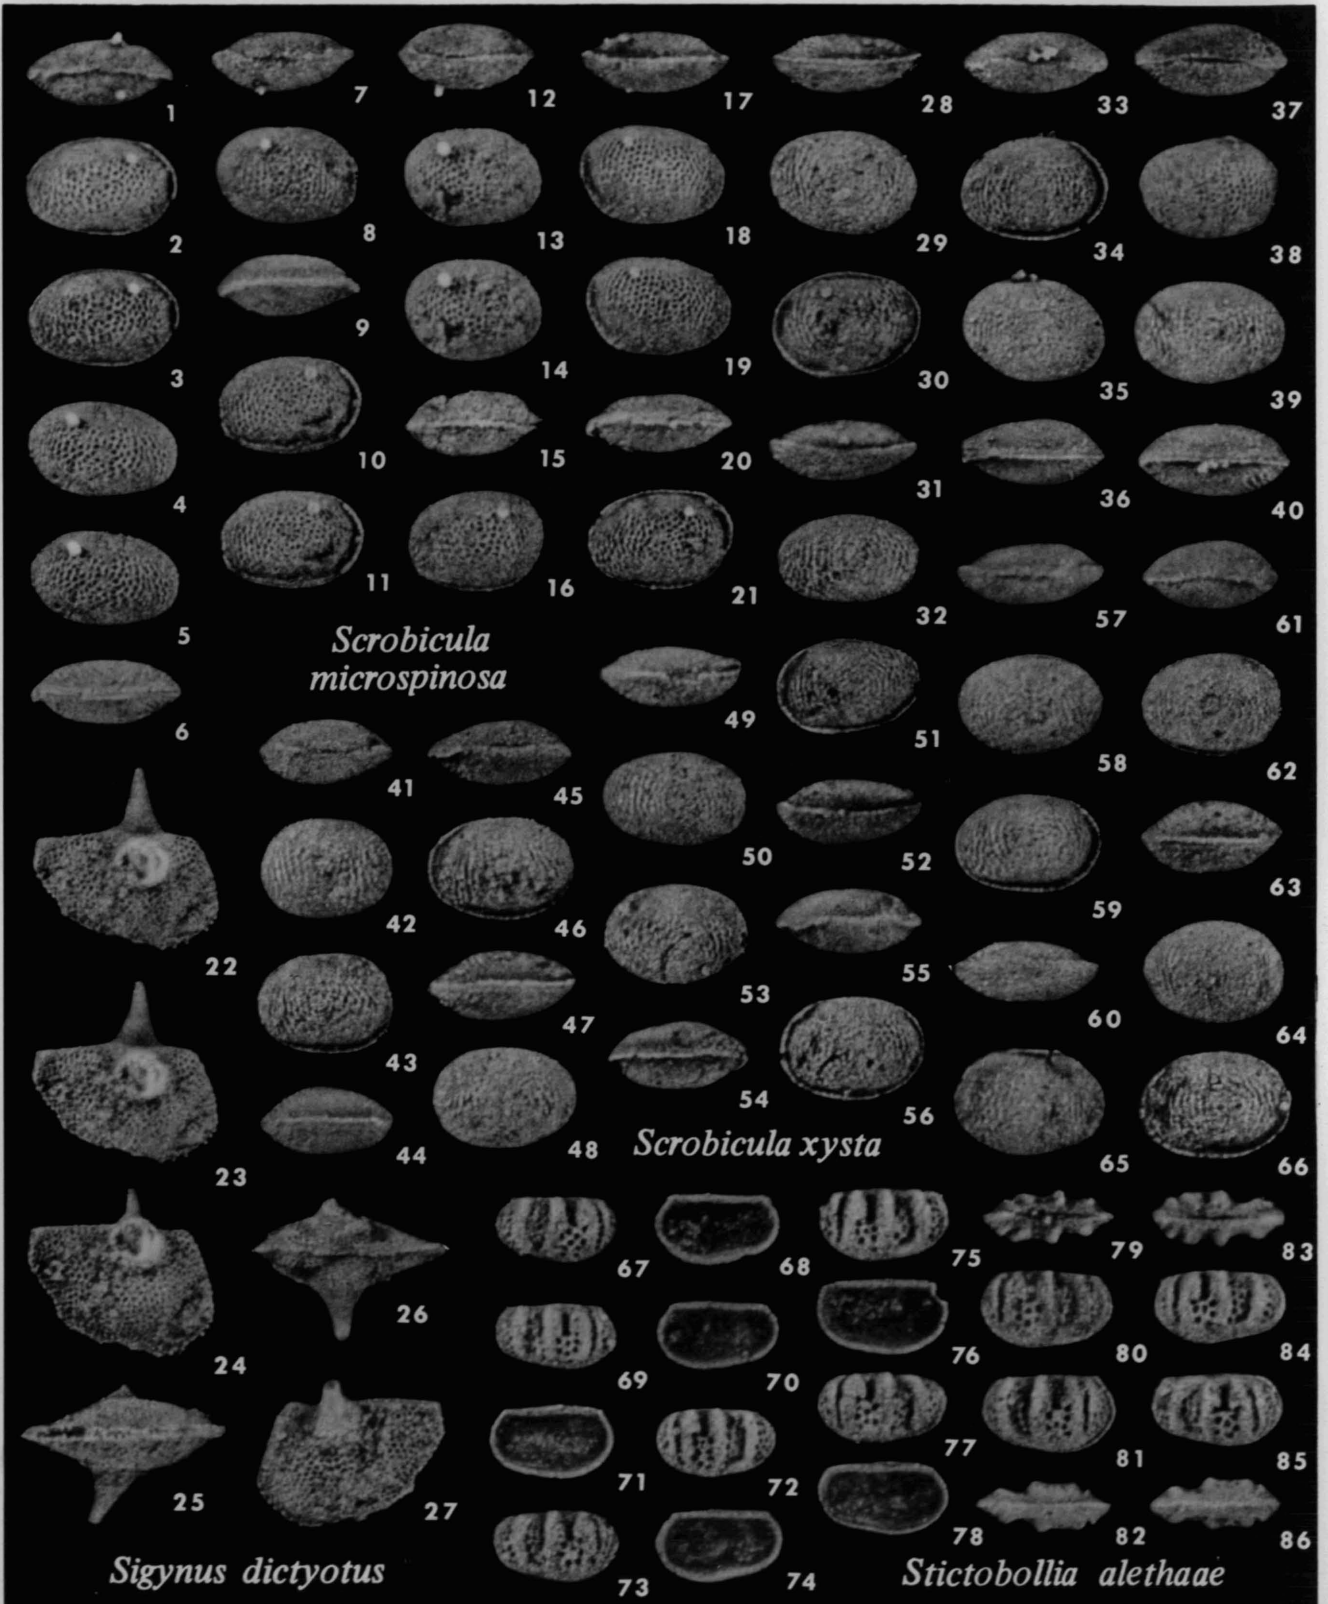 1 7 12 17 28 33 37
2 8 13 18 29 34 38
3 9 14 19 30 35 39
4 10 15 20 31 36 40
5 11 16 21 32 57 61
Scrobicula
microspinosa
6 49 51 58 62
41 45 50 52 63
22 42 46 53 55 59
23 43 47 54 56 60 64
44 48 65 66
Scrobicula xysta
24 26 67 68 75 79 83
69 70 76 80 84
25 27 71 72 77 81 85
73 74 78 82 86
Sigynus dictyotus
Stictobollia alethaae